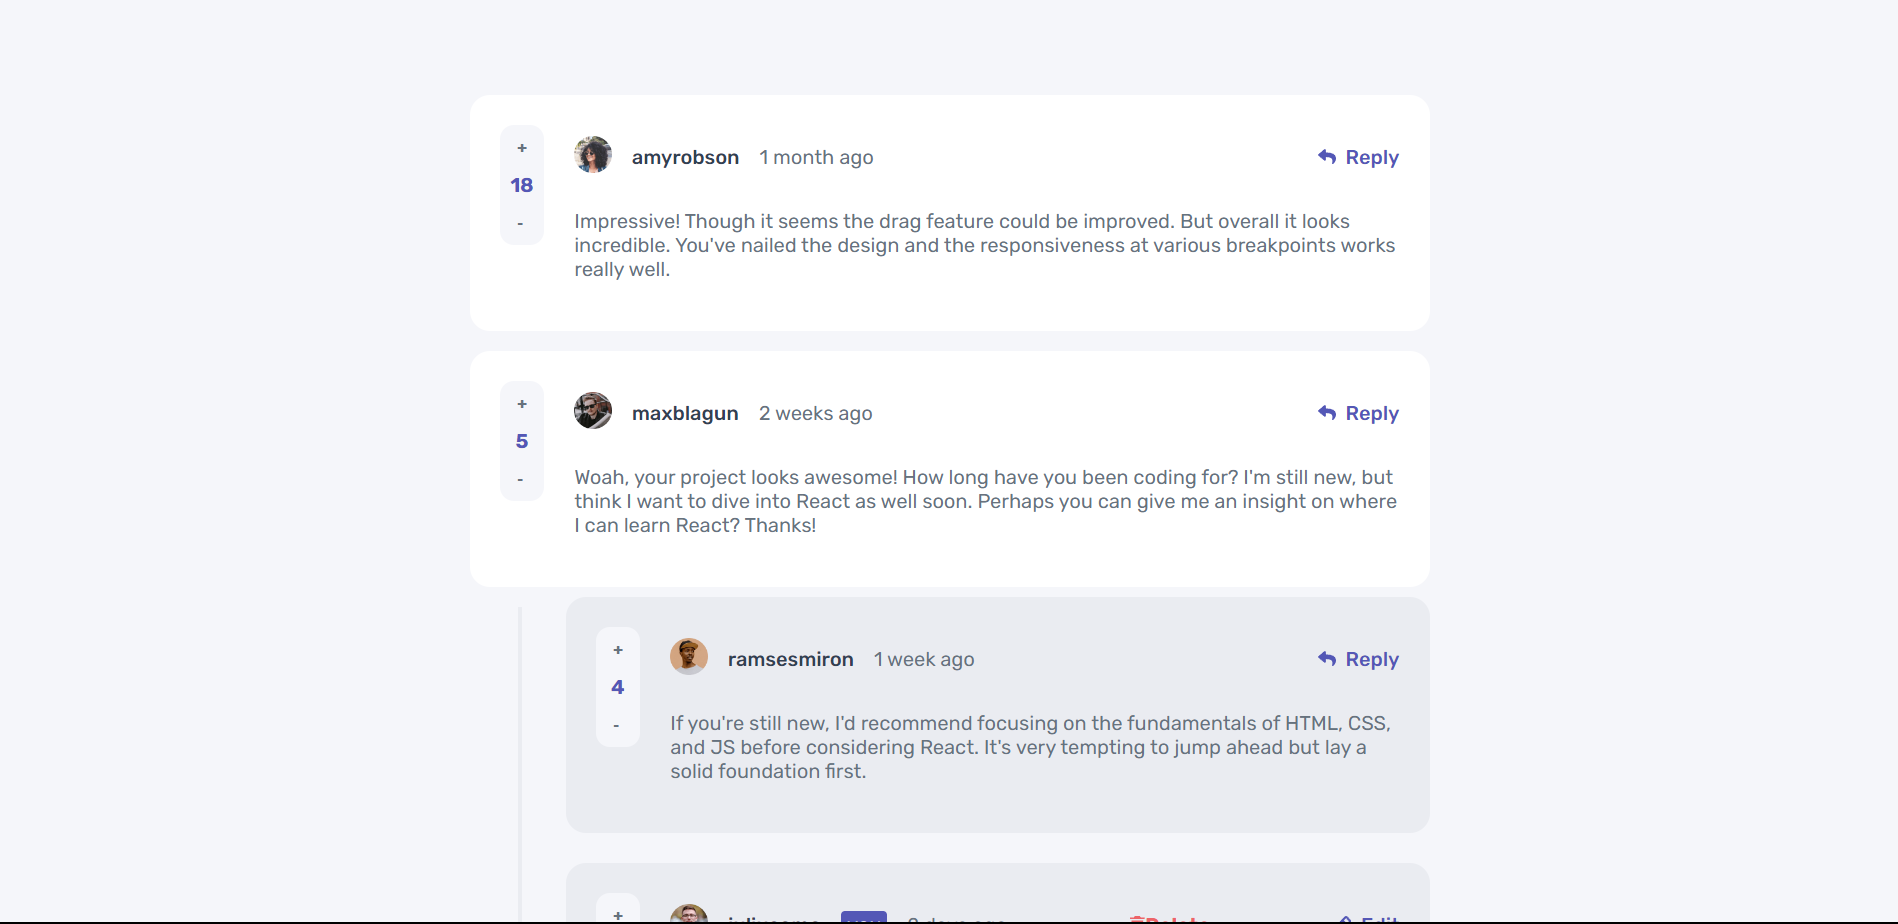 +
18
-
amyrobson 1 month ago Reply
Impressive! Though it seems the drag feature could be improved. But overall it looks
incredible. You've nailed the design and the responsiveness at various breakpoints works
really well.
+
5
-
maxblagun 2 weeks ago Reply
Woah, your project looks awesome! How long have you been coding for? I'm still new, but
think I want to dive into React as well soon. Perhaps you can give me an insight on where
I can learn React? Thanks!
+
4
-
ramsesmiron 1 week ago Reply
If you're still new, I'd recommend focusing on the fundamentals of HTML, CSS,
and JS before considering React. It's very tempting to jump ahead but lay a
solid foundation first.
+
days ago Delete Edit